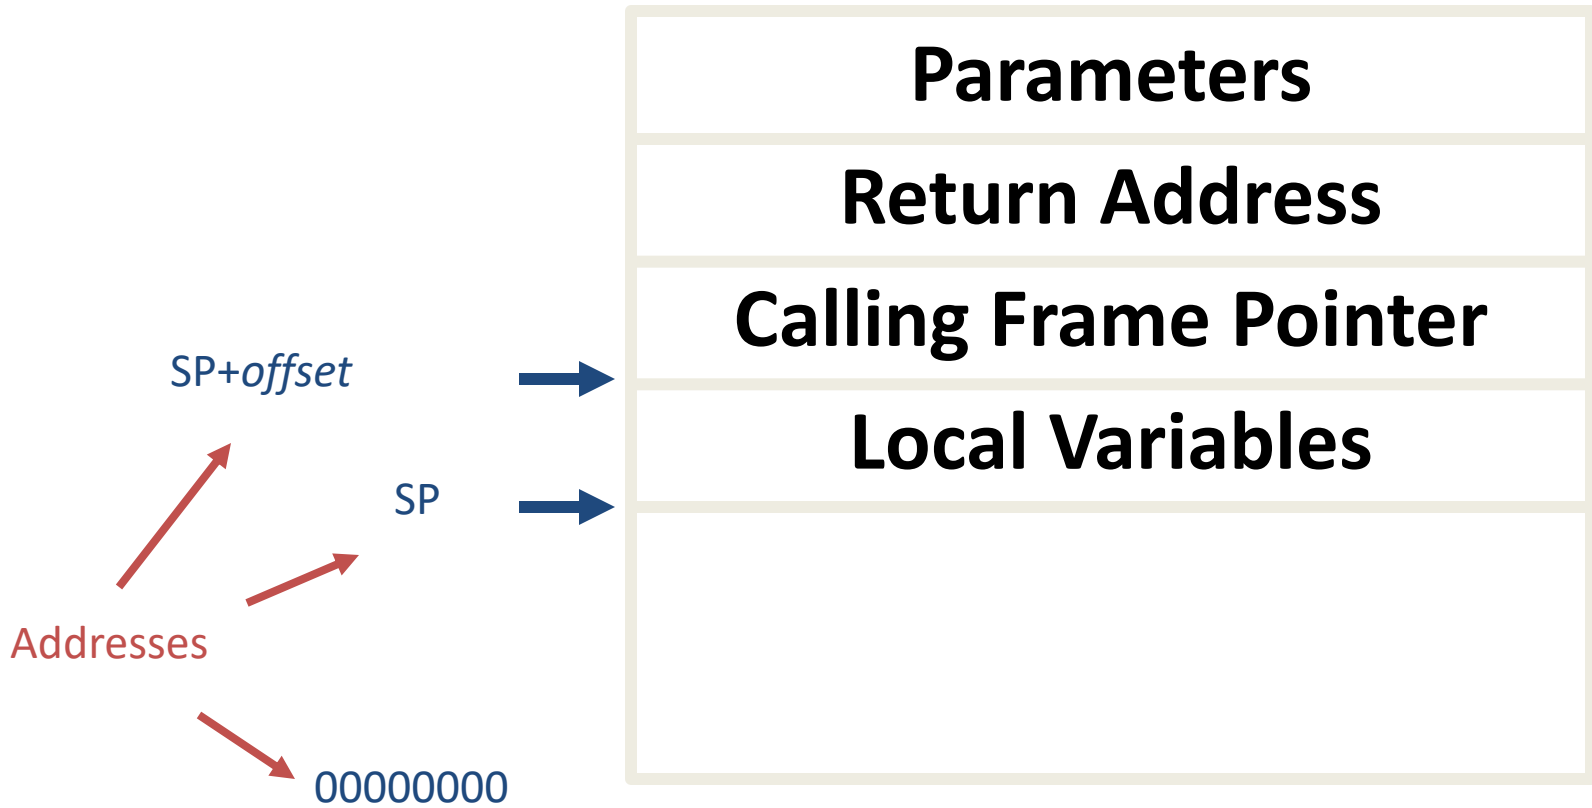 Parameters
Return Address
Calling Frame Pointer
SP+offset
Local Variables
SP
Addresses
00000000